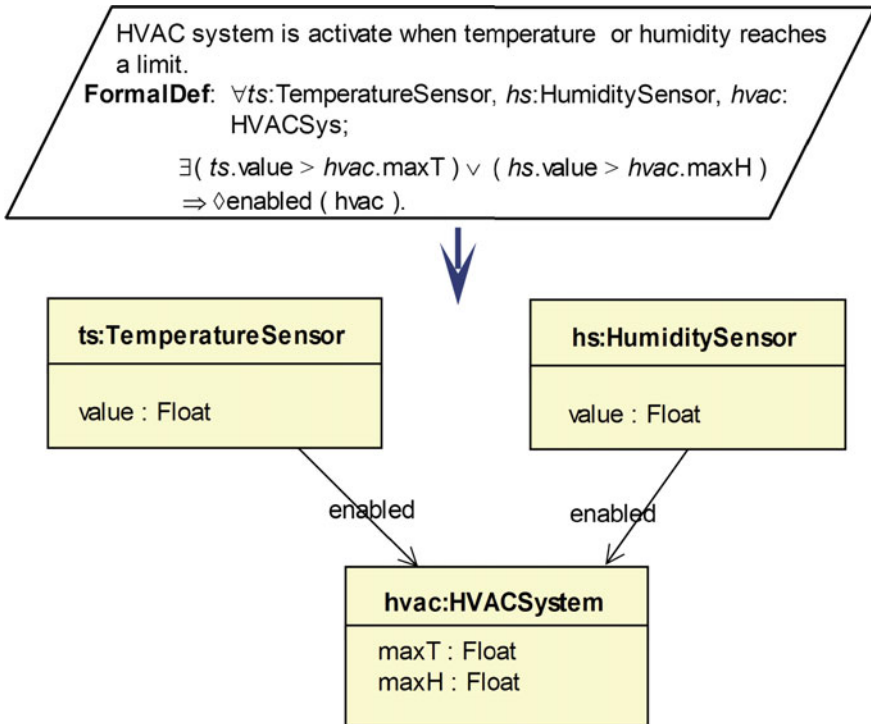 HVAC system is activate when temperature or humidity reaches
a limit.
FormalDef: ∀ts:TemperatureSensor, hs:HumiditySensor, hvac:
HVACSys;
∃( ts.value > hvac.maxT ) ∨ ( hs.value > hvac.maxH )
⇒ ◊enabled ( hvac ).
ts:TemperatureSensor
value : Float
hs:HumiditySensor
value : Float
enabled
enabled
hvac:HVACSystem
maxT : Float
maxH : Float